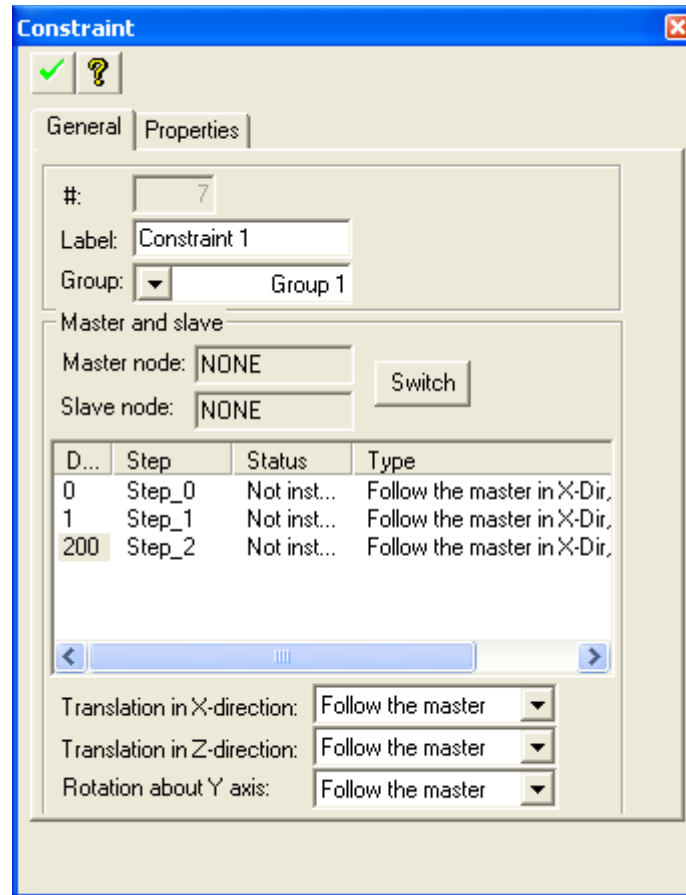 Constraint
General Properties
#: 7
Label: Constraint 1
Group: Group 1
Master and slave
Master node: NONE
Switch
Slave node: NONE
D... Step Status Type
0 Step_0 Not inst... Follow the master in X-Dir,
1 Step_1 Not inst... Follow the master in X-Dir,
200 Step_2 Not inst... Follow the master in X-Dir,
Translation in X-direction: Follow the master
Translation in Z-direction: Follow the master
Rotation about Y axis: Follow the master